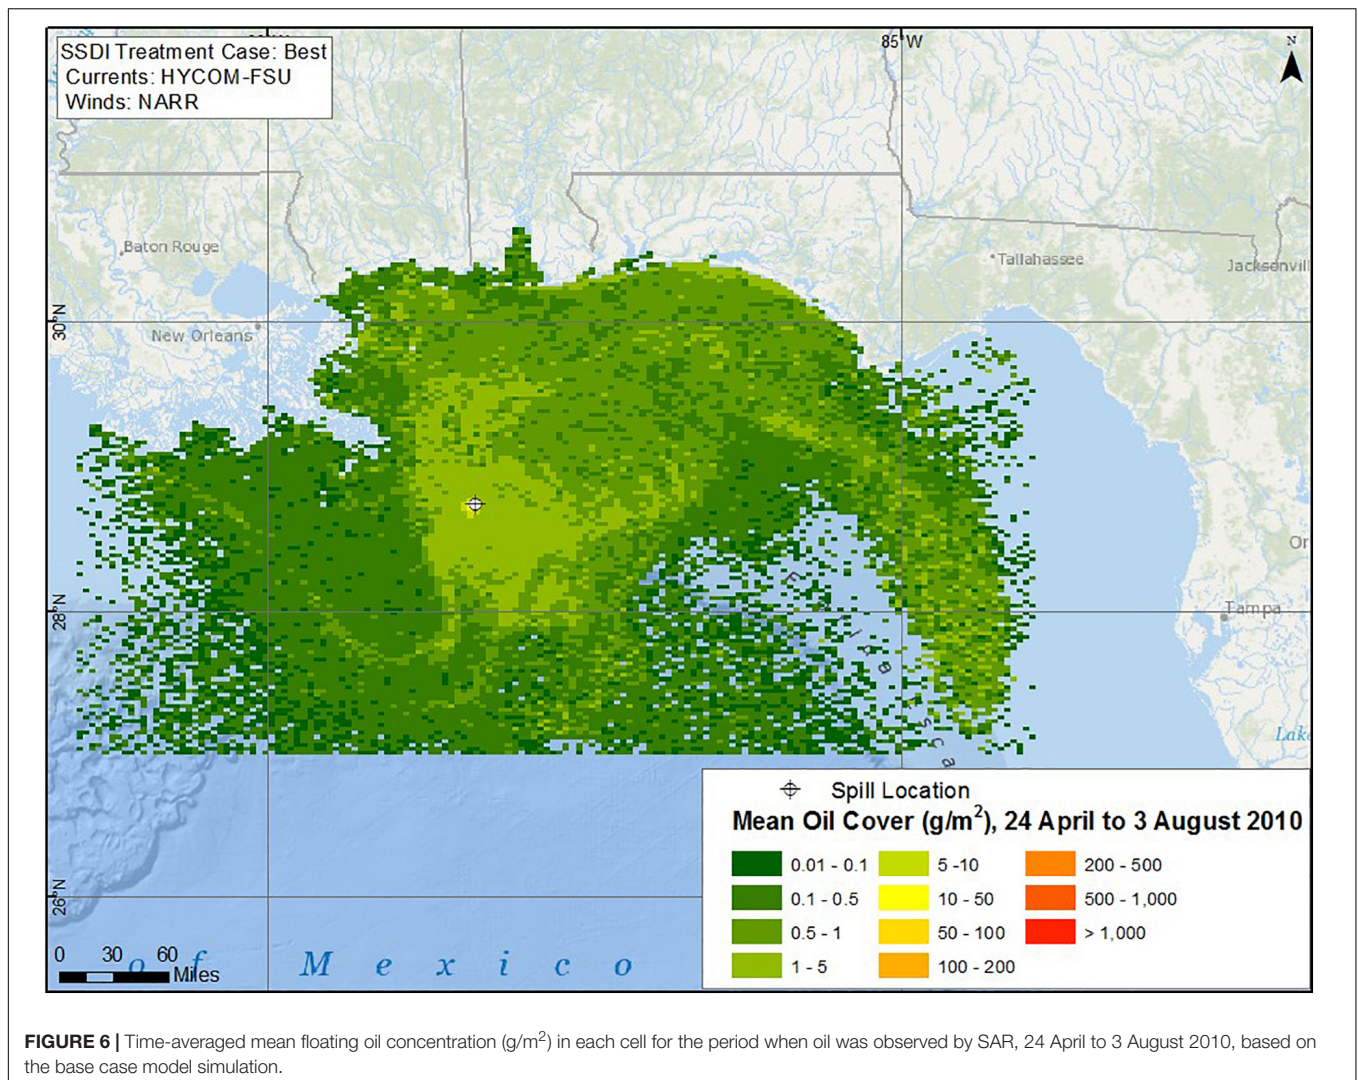 SSDI Treatment Case: Best
Currents: HYCOM-FSU
Winds: NARR
85°W
N
Baton Rouge
Tallahassee
Jacksonvil
30°N
New Orleans
Or
28°N
Tampa
Lak
Spill Location
Mean Oil Cover (g/m²), 24 April to 3 August 2010
0.01 - 0.1
5 -10
200 - 500
0.1 - 0.5
10 - 50
500 - 1,000
0.5 - 1
50 - 100
> 1,000
1 - 5
100 - 200
26°N
0 30 60
Miles
o f M e x i c o
FIGURE 6 | Time-averaged mean floating oil concentration (g/m²) in each cell for the period when oil was observed by SAR, 24 April to 3 August 2010, based on
the base case model simulation.